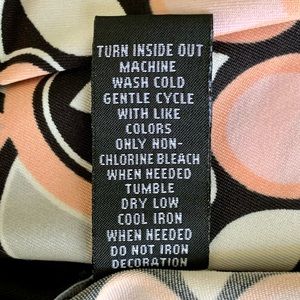 TURN INSIDE OUT
MACHINE
WASH COLD
GENTLE CYCLE
WITH LIKE
COLORS
ONLY NON-
CHLORINE BLEACH
WHEN NEEDED
TUMBLE
DRY LOW
COOL IRON
WHEN NEEDED
DO NOT IRON
DECORATION